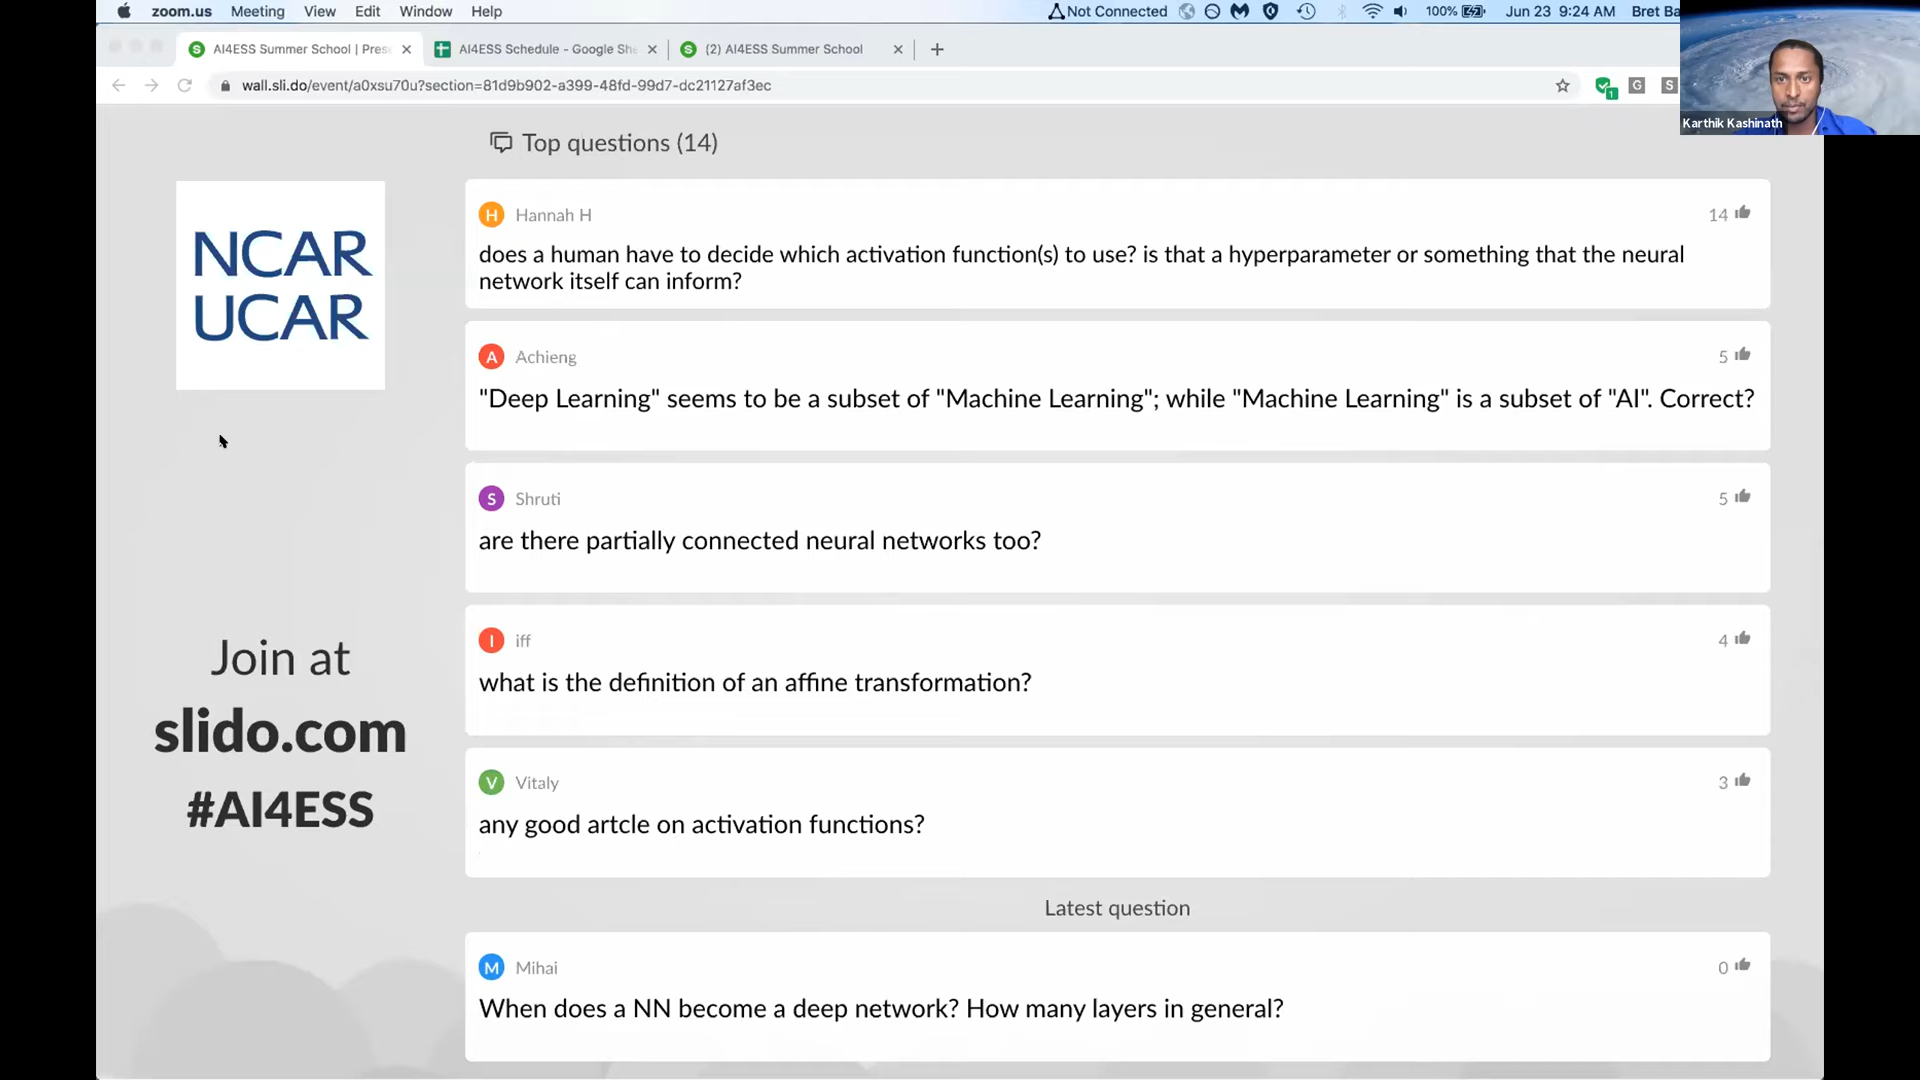 zoom.us Meeting View Edit Window Help Not Connected 100% Jun 23 9:24 AM Bret Ba
AI4ESS Summer School | Pres
AI4ESS Schedule - Google She
(2) AI4ESS Summer School
wall.sli.do/event/a0xsu70u?section=81d9b902-a399-48fd-99d7-dc21127af3ec
G
S
1
Karthik Kashinath
Top questions (14)
NCAR
UCAR
Join at
slido.com
#AI4ESS
H Hannah H 14
does a human have to decide which activation function(s) to use? is that a hyperparameter or something that the neural
network itself can inform?
A Achieng 5
"Deep Learning" seems to be a subset of "Machine Learning"; while "Machine Learning" is a subset of "AI". Correct?
S Shruti 5
are there partially connected neural networks too?
I iff 4
what is the definition of an affine transformation?
V Vitaly 3
any good artcle on activation functions?
Latest question
M Mihai 0
When does a NN become a deep network? How many layers in general?